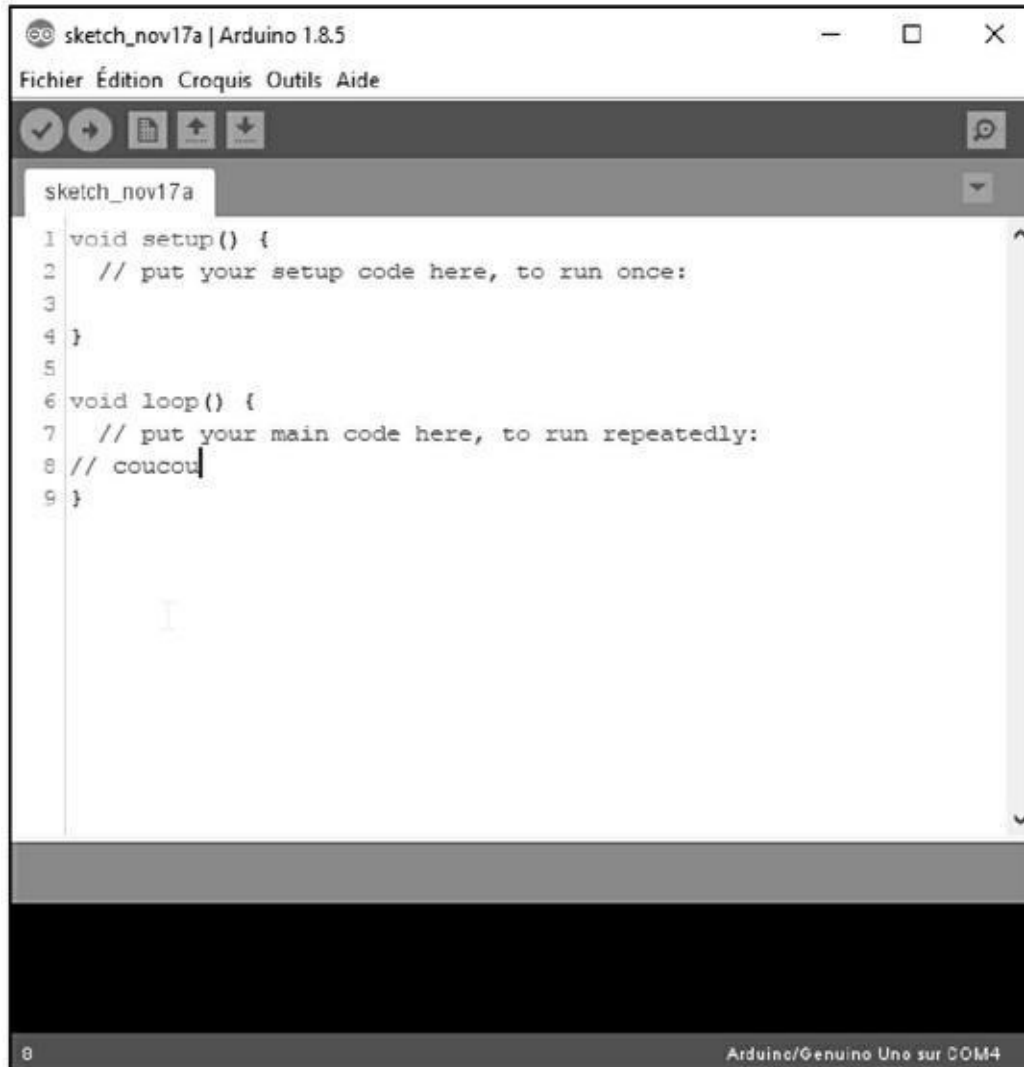 sketch_nov17a | Arduino 1.8.5
Fichier Édition Croquis Outils Aide
sketch_nov17a
1 void setup() {
2   // put your setup code here, to run once:
3
4 }
5
6 void loop() {
7   // put your main code here, to run repeatedly:
8 // coucou
9 }
8 Arduino/Genuino Uno sur COM4